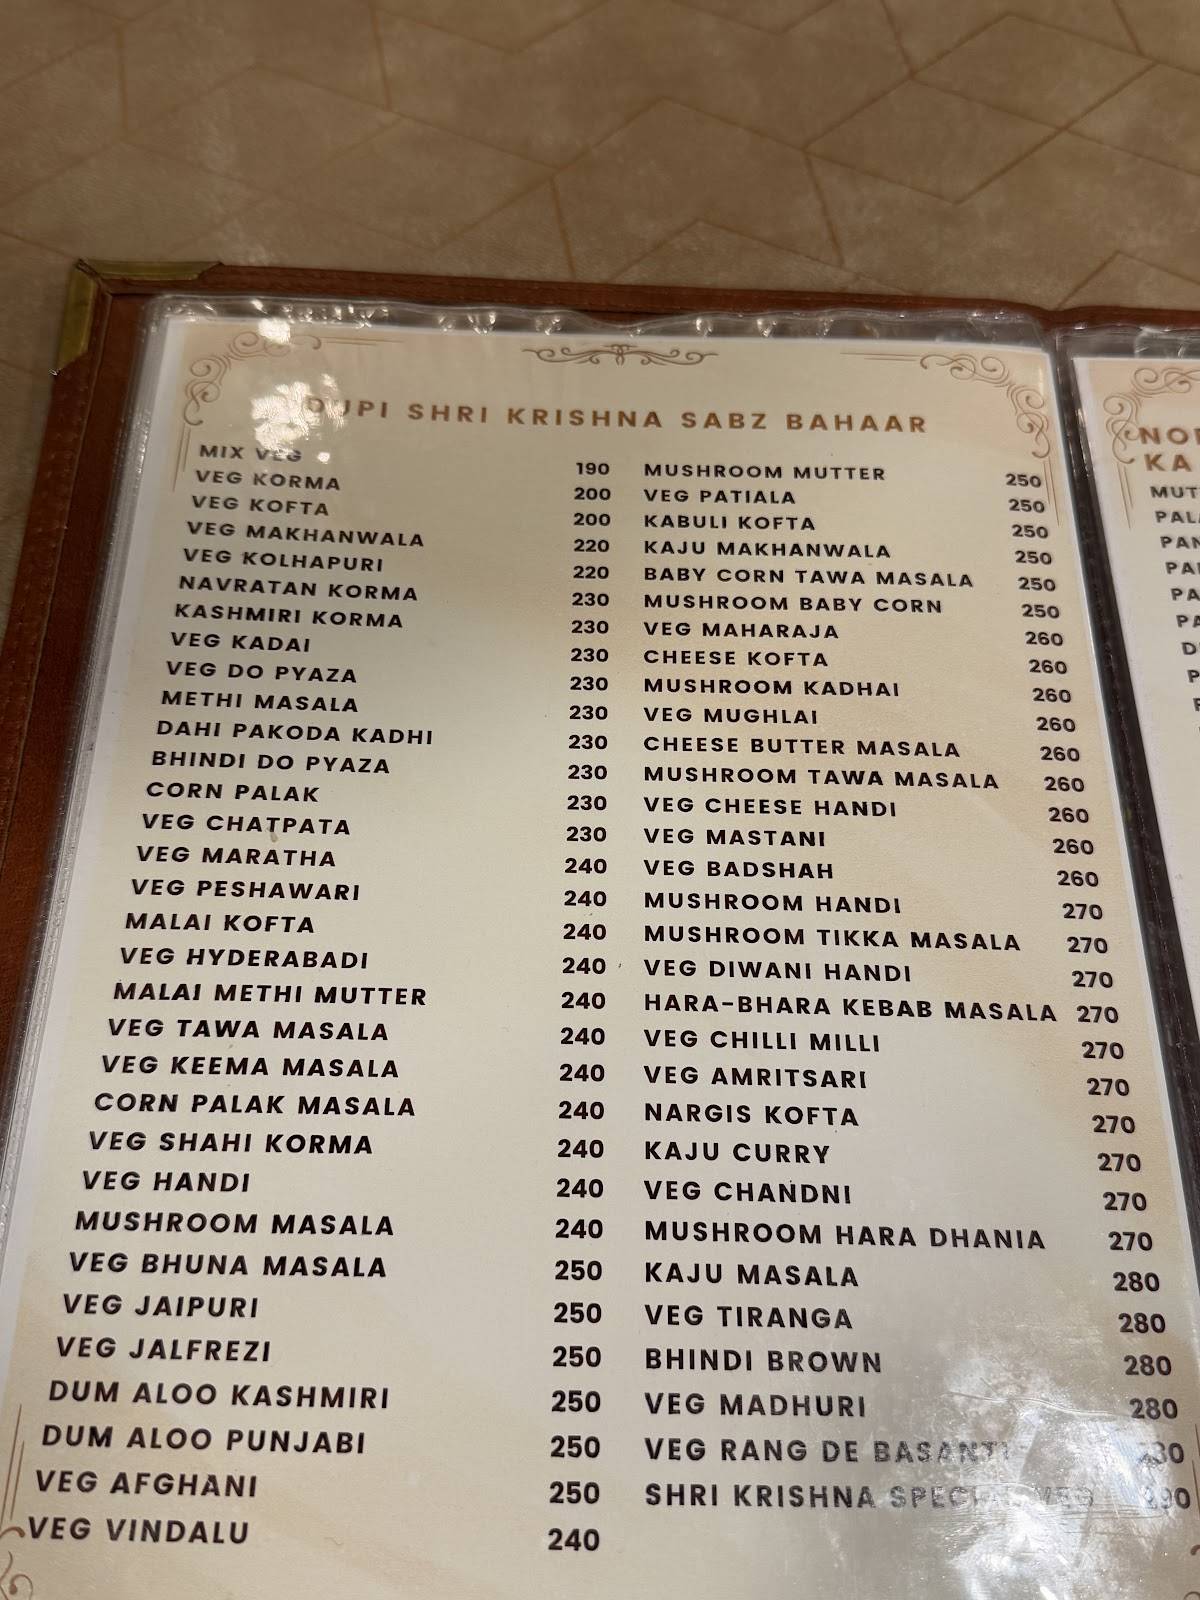 DUPI SHRI KRISHNA SABZ BAHAAR
MIX VEG 190
VEG KORMA 200
VEG KOFTA 200
VEG MAKHANWALA 220
VEG KOLHAPURI 220
NAVRATAN KORMA 230
KASHMIRI KORMA 230
VEG KADAI 230
VEG DO PYAZA 230
METHI MASALA 230
DAHI PAKODA KADHI 230
BHINDI DO PYAZA 230
CORN PALAK 230
VEG CHATPATA 230
VEG MARATHA 240
VEG PESHAWARI 240
MALAI KOFTA 240
VEG HYDERABADI 240
MALAI METHI MUTTER 240
VEG TAWA MASALA 240
VEG KEEMA MASALA 240
CORN PALAK MASALA 240
VEG SHAHI KORMA 240
VEG HANDI 240
MUSHROOM MASALA 240
VEG BHUNA MASALA 250
VEG JAIPURI 250
VEG JALFREZI 250
DUM ALOO KASHMIRI 250
DUM ALOO PUNJABI 250
VEG AFGHANI 250
VEG VINDALU 240
MUSHROOM MUTTER 250
VEG PATIALA 250
KABULI KOFTA 250
KAJU MAKHANWALA 250
BABY CORN TAWA MASALA 250
MUSHROOM BABY CORN 250
VEG MAHARAJA 260
CHEESE KOFTA 260
MUSHROOM KADHAI 260
VEG MUGHLAI 260
CHEESE BUTTER MASALA 260
MUSHROOM TAWA MASALA 260
VEG CHEESE HANDI 260
VEG MASTANI 260
VEG BADSHAH 260
MUSHROOM HANDI 270
MUSHROOM TIKKA MASALA 270
VEG DIWANI HANDI 270
HARA-BHARA KEBAB MASALA 270
VEG CHILLI MILLI 270
VEG AMRITSARI 270
NARGIS KOFTA 270
KAJU CURRY 270
VEG CHANDNI 270
MUSHROOM HARA DHANIA 270
KAJU MASALA 280
VEG TIRANGA 280
BHINDI BROWN 280
VEG MADHURI 280
VEG RANG DE BASANTI 280
SHRI KRISHNA SPECIAL VEG 290
KA